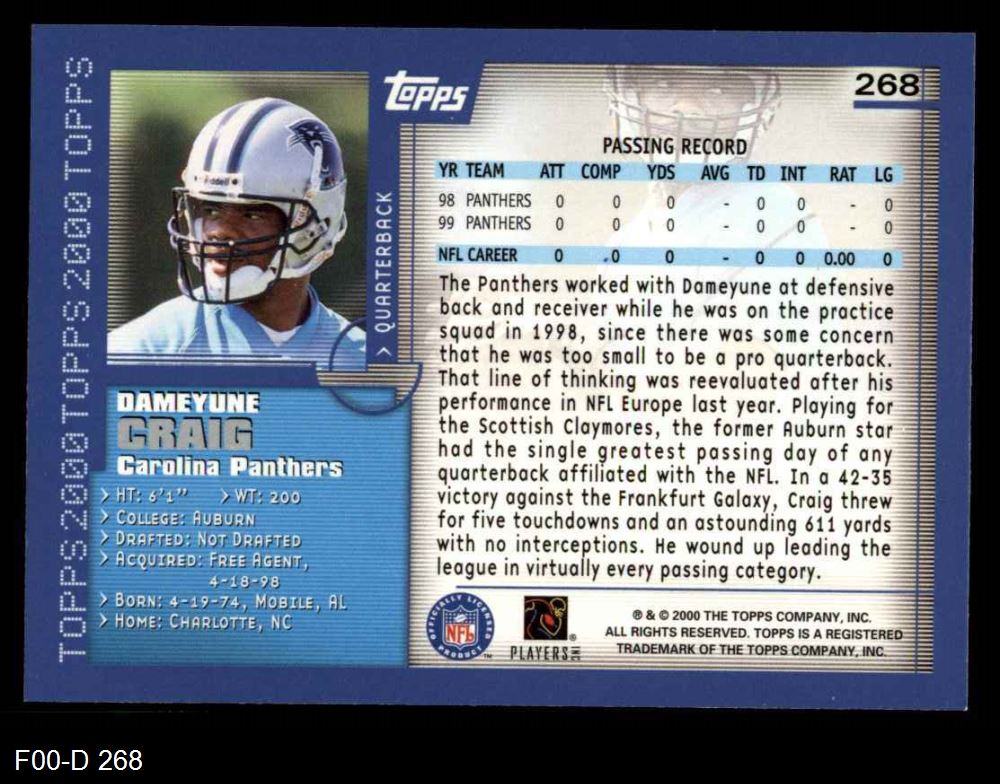 TOPPS 2000 TOPPS 2000 TOPPS 2000 TOPPS
Riddell
> QUARTERBACK
DAMEYUNE
CRAIG
Carolina Panthers
> HT: 6'1" > WT: 200
> COLLEGE: AUBURN
> DRAFTED: NOT DRAFTED
> ACQUIRED: FREE AGENT,
4-18-98
> BORN: 4-19-74, MOBILE, AL
> HOME: CHARLOTTE, NC
Topps
268
PASSING RECORD
YR TEAM ATT COMP YDS AVG TD INT RAT LG
98 PANTHERS 0 0 0 - 0 0 - 0
99 PANTHERS 0 0 0 - 0 0 - 0
NFL CAREER 0 0 0 - 0 0 0.00 0
The Panthers worked with Dameyune at defensive
back and receiver while he was on the practice
squad in 1998, since there was some concern
that he was too small to be a pro quarterback.
That line of thinking was reevaluated after his
performance in NFL Europe last year. Playing for
the Scottish Claymores, the former Auburn star
had the single greatest passing day of any
quarterback affiliated with the NFL. In a 42-35
victory against the Frankfurt Galaxy, Craig threw
for five touchdowns and an astounding 611 yards
with no interceptions. He wound up leading the
league in virtually every passing category.
OFFICIALLY LICENSED
NFL
PRODUCT
™
®
PLAYERS INC
® & © 2000 THE TOPPS COMPANY, INC.
ALL RIGHTS RESERVED. TOPPS IS A REGISTERED
TRADEMARK OF THE TOPPS COMPANY, INC.
F00-D 268